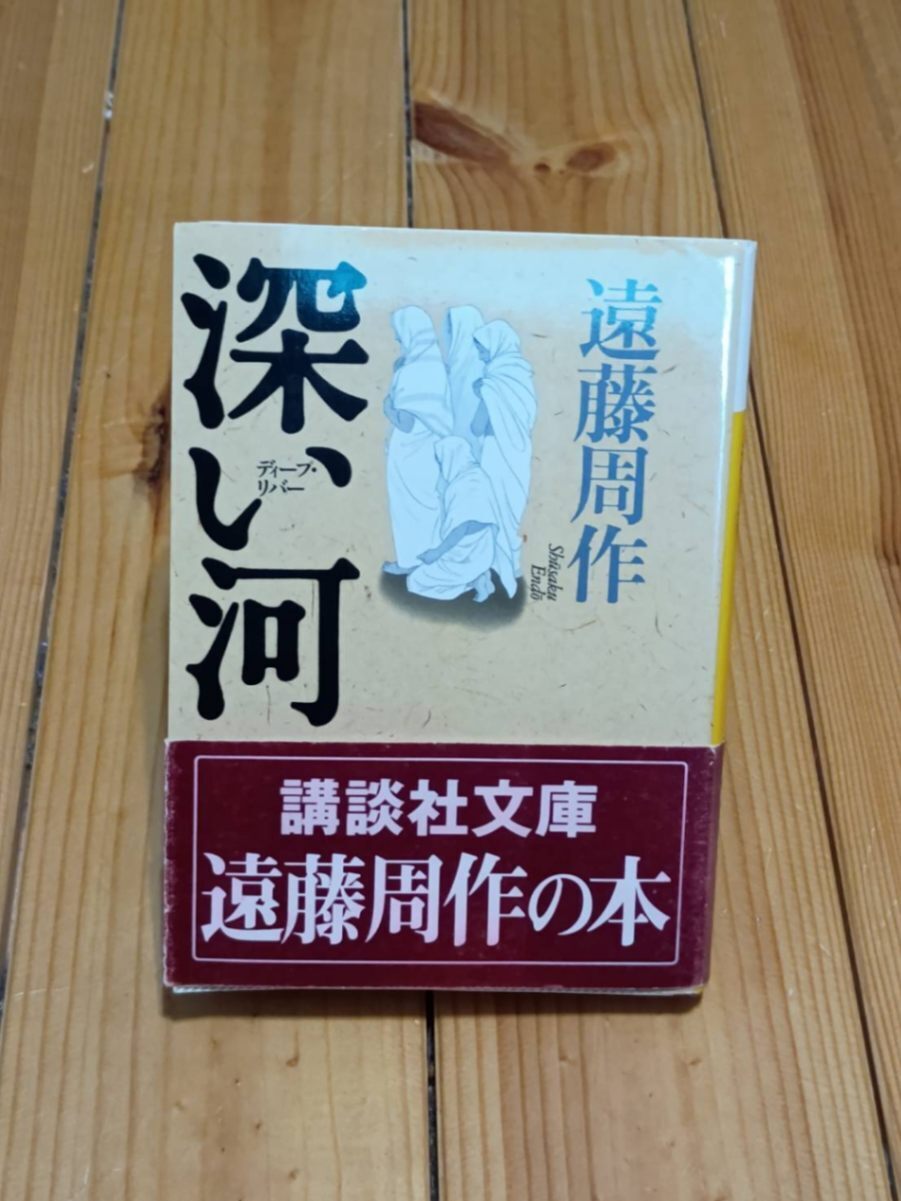 遠藤周作
Shūsaku
Endō
深い河
ディープ・
リバー
講談社文庫
遠藤周作の本